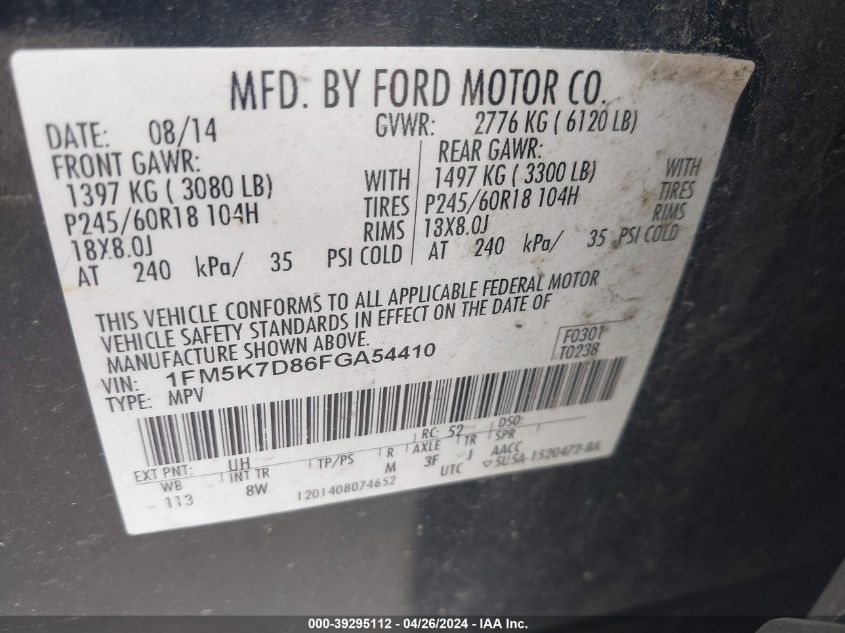 MFD. BY FORD MOTOR CO.
DATE: 08/14 GVWR: 2776 KG ( 6120 LB)
FRONT GAWR: REAR GAWR:
1397 KG ( 3080 LB) WITH 1497 KG ( 3300 LB) WITH
P245/60R18 104H TIRES P245/60R18 104H TIRES
18X8.0J RIMS 13X8.0J RIMS
AT 240 kPa/ 35 PSI COLD AT 240 kPa/ 35 PSI COLD
THIS VEHICLE CONFORMS TO ALL APPLICABLE FEDERAL MOTOR
VEHICLE SAFETY STANDARDS IN EFFECT ON THE DATE OF
MANUFACTURE SHOWN ABOVE. F0301
VIN: 1FM5K7D86FGA54410 T0238
TYPE: MPV
EXT PNT: UH RC: 52 DSO:
WB INT TR TP/PS R AXLE TR SPR
113 8W M 3F J AACC
1201408074652 UTC ▽5U5A-1520472-BA
000-39295112 - 04/26/2024 - IAAI Inc.